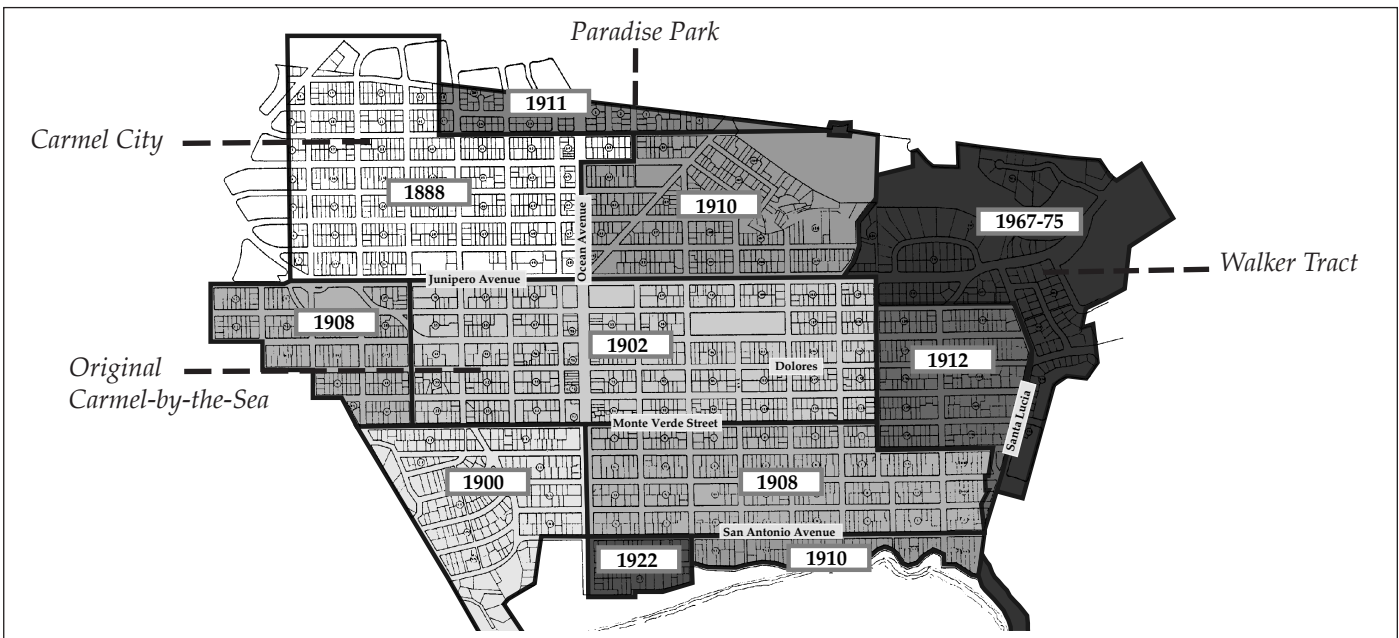 Paradise Park
1911
Carmel City
1888
Ocean Avenue
1910
1967-75
Walker Tract
Junipero Avenue
1908
1902
1912
Original
Carmel-by-the-Sea
Dolores
Santa Lucia
Monte Verde Street
1900
1908
San Antonio Avenue
1922
1910